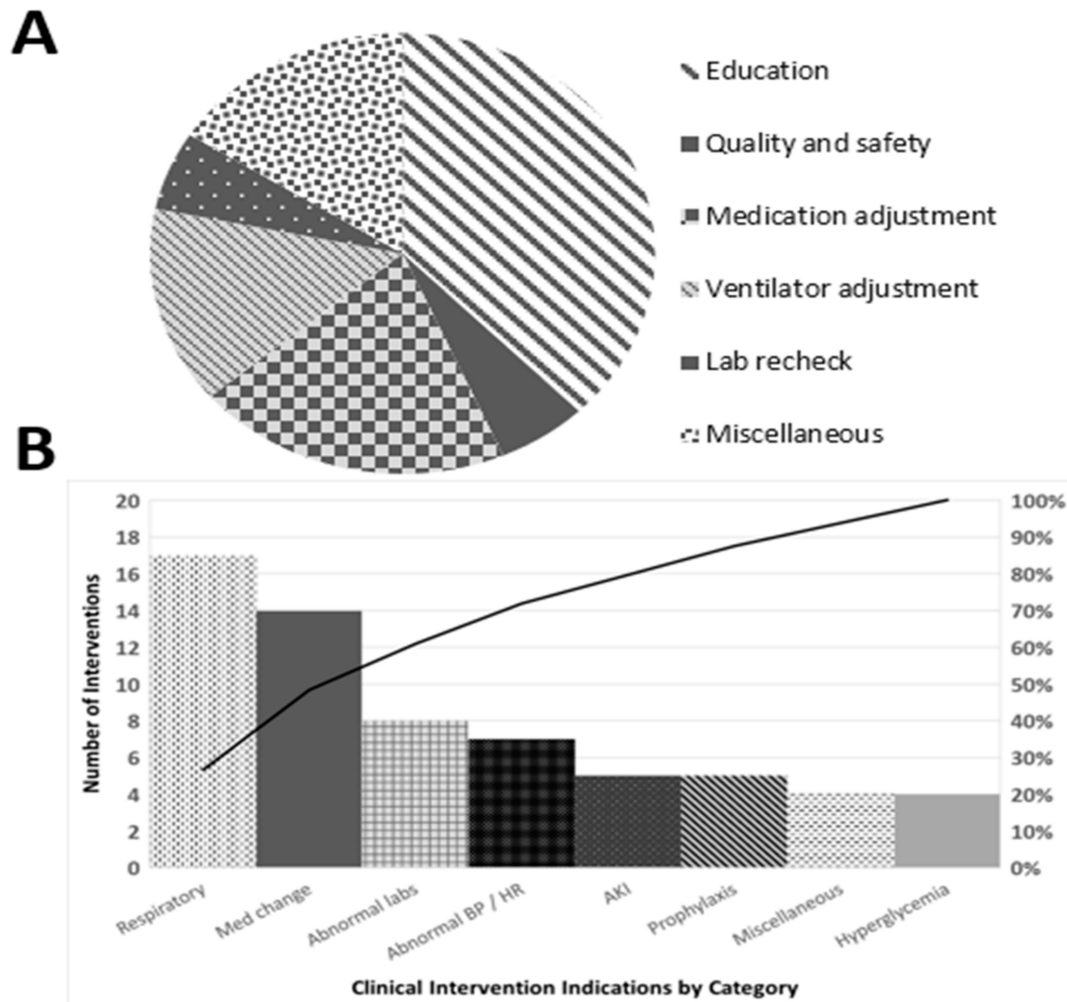 A
Education
Quality and safety
Medication adjustment
Ventilator adjustment
Lab recheck
Miscellaneous
B
20 100%
18 90%
16 80%
14 70%
12 60%
10 50%
8 40%
6 30%
4 20%
2 10%
0 0%
Number of Interventions
Respiratory Med change Abnormal labs Abnormal BP / HR AKI Prophylaxis Miscellaneous Hyperglycemia
Clinical Intervention Indications by Category